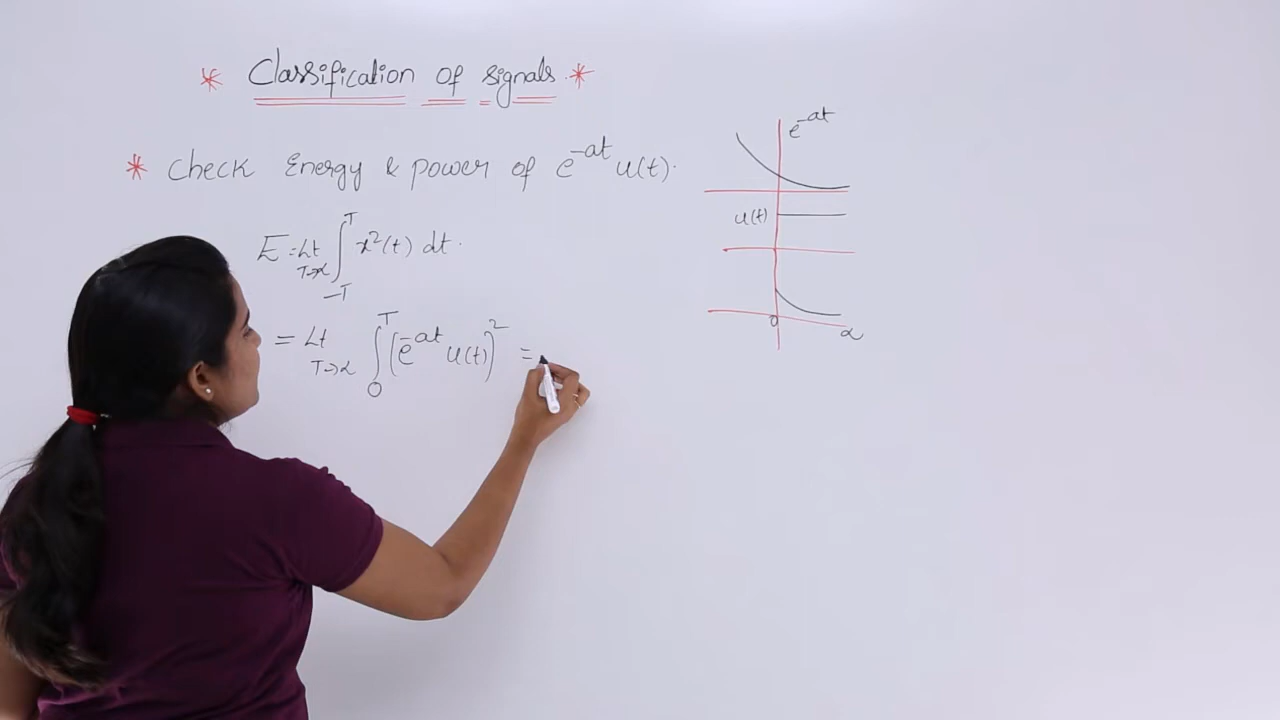 * Classification of signals. *
* Check Energy & power of e^-at u(t).
E = Lt T→∝ ∫_-T^T x²(t) dt.
= Lt T→∝ ∫_0^T (e^-at u(t))² =
e^-at
u(t)
0 ∝